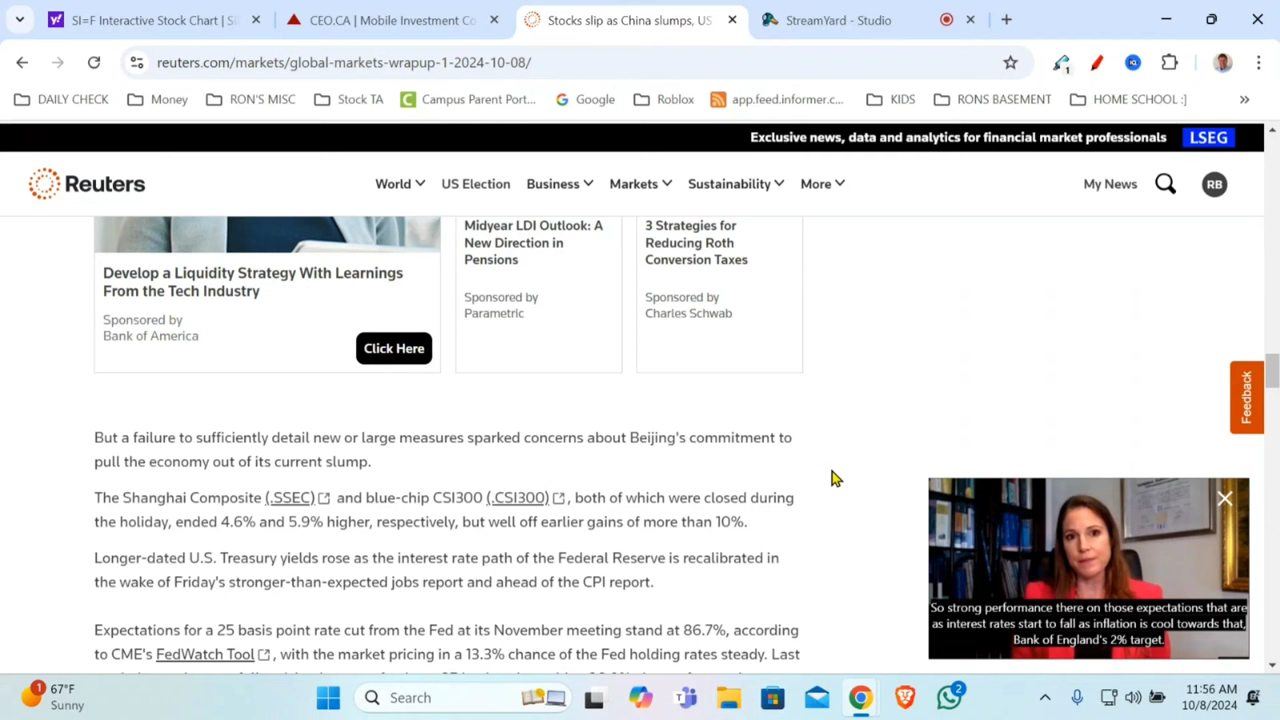 SI=F Interactive Stock Chart | Si
CEO.CA | Mobile Investment Co
Stocks slip as China slumps, US
StreamYard - Studio
reuters.com/markets/global-markets-wrapup-1-2024-10-08/
1
DAILY CHECK
Money
RON'S MISC
Stock TA
Campus Parent Port...
Google
Roblox
app.feed.informer.c...
KIDS
RONS BASEMENT
HOME SCHOOL :]
Exclusive news, data and analytics for financial market professionals LSEG
Reuters
World
US Election
Business
Markets
Sustainability
More
My News
RB
Develop a Liquidity Strategy With Learnings
From the Tech Industry
Sponsored by
Bank of America
Click Here
Midyear LDI Outlook: A
New Direction in
Pensions
Sponsored by
Parametric
3 Strategies for
Reducing Roth
Conversion Taxes
Sponsored by
Charles Schwab
Feedback
But a failure to sufficiently detail new or large measures sparked concerns about Beijing's commitment to
pull the economy out of its current slump.
The Shanghai Composite (.SSEC) and blue-chip CSI300 (.CSI300), both of which were closed during
the holiday, ended 4.6% and 5.9% higher, respectively, but well off earlier gains of more than 10%.
Longer-dated U.S. Treasury yields rose as the interest rate path of the Federal Reserve is recalibrated in
the wake of Friday's stronger-than-expected jobs report and ahead of the CPI report.
Expectations for a 25 basis point rate cut from the Fed at its November meeting stand at 86.7%, according
to CME's FedWatch Tool, with the market pricing in a 13.3% chance of the Fed holding rates steady. Last
So strong performance there on those expectations that are
as interest rates start to fall as inflation is cool towards that,
Bank of England's 2% target.
1
67°F
Sunny
Search
2
11:56 AM
10/8/2024